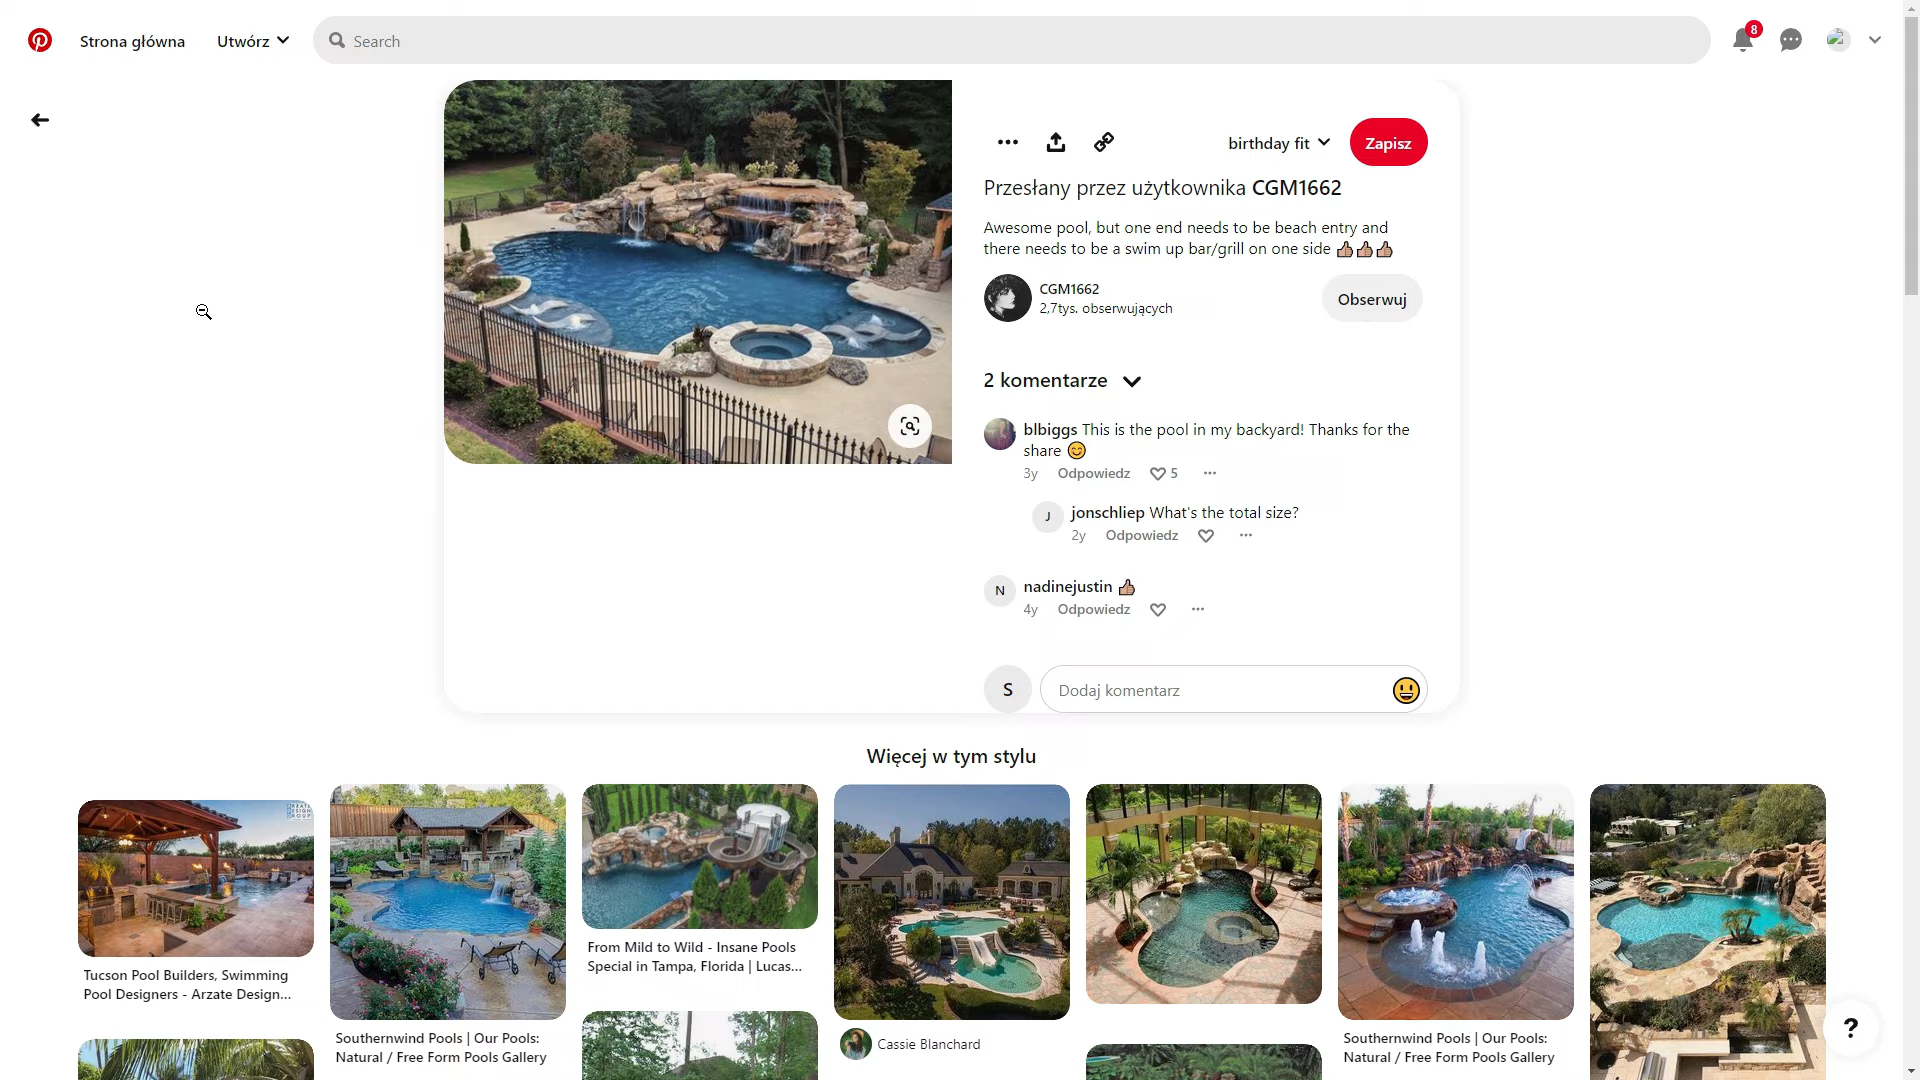 Strona główna
Utwórz
Search
8
birthday fit
Zapisz
Przesłany przez użytkownika CGM1662
Awesome pool, but one end needs to be beach entry and
there needs to be a swim up bar/grill on one side 👍🏽👍🏽👍🏽
CGM1662
2,7tys. obserwujących
Obserwuj
2 komentarze
blbiggs This is the pool in my backyard! Thanks for the
share 😊
3y Odpowiedz 5
J
jonschliep What's the total size?
2y Odpowiedz
N
nadinejustin 👍🏽
4y Odpowiedz
S
Dodaj komentarz
Więcej w tym stylu
Tucson Pool Builders, Swimming
Pool Designers - Arzate Design...
Southernwind Pools | Our Pools:
Natural / Free Form Pools Gallery
From Mild to Wild - Insane Pools
Special in Tampa, Florida | Lucas...
Cassie Blanchard
Southernwind Pools | Our Pools:
Natural / Free Form Pools Gallery
?